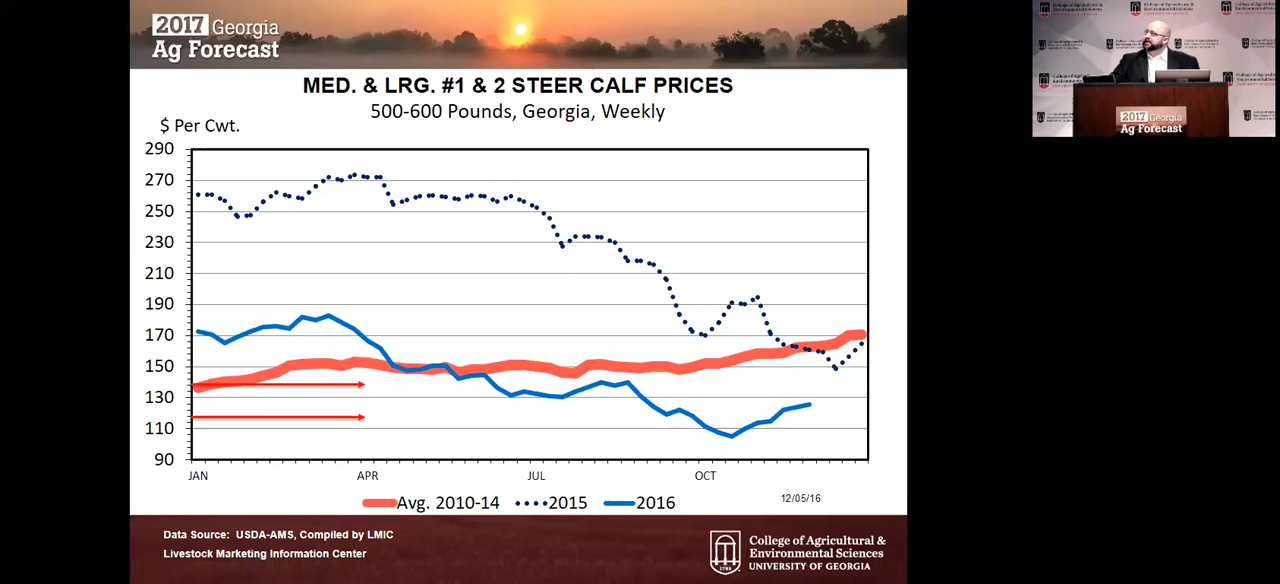 2017 Georgia
Ag Forecast
MED. & LRG. #1 & 2 STEER CALF PRICES
500-600 Pounds, Georgia, Weekly
$ Per Cwt.
290
270
250
230
210
190
170
150
130
110
90
JAN APR JUL OCT
Avg. 2010-14 2015 2016
12/05/16
Data Source: USDA-AMS, Compiled by LMIC
Livestock Marketing Information Center
1785
College of Agricultural &
Environmental Sciences
UNIVERSITY OF GEORGIA
2017 Georgia
Ag Forecast